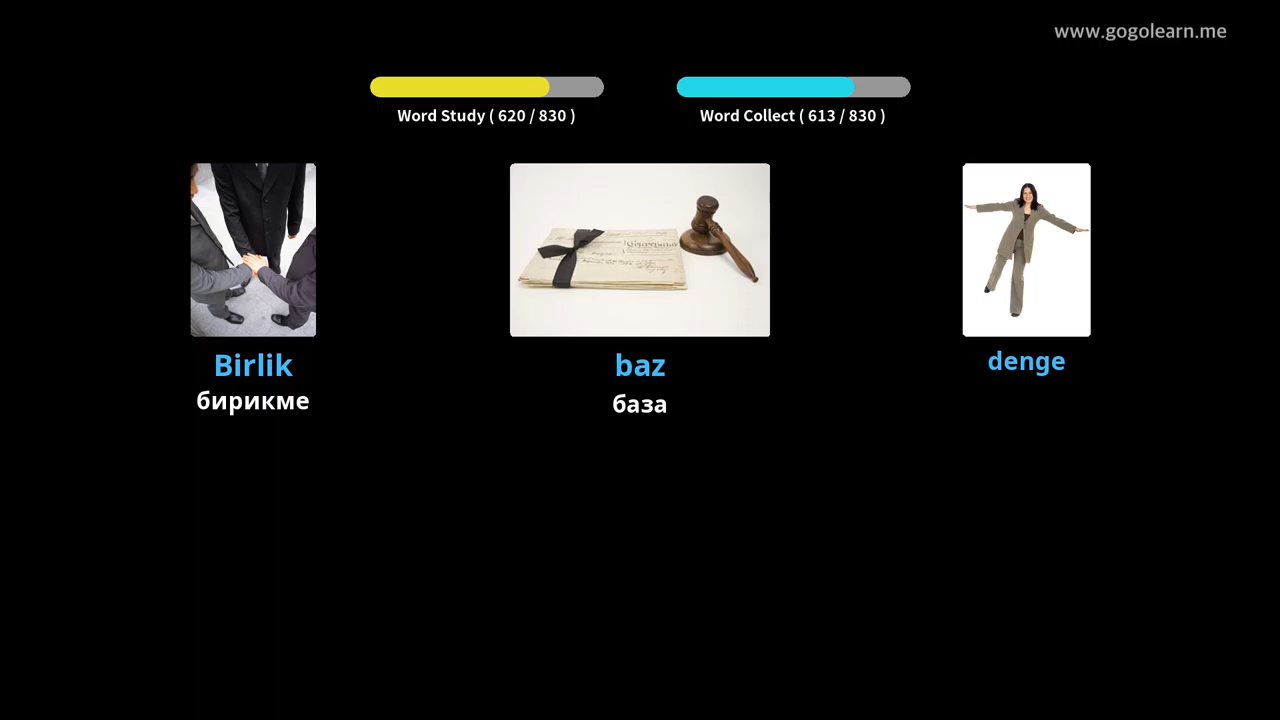 www.gogolearn.me
Word Study ( 620 / 830 )
Word Collect ( 613 / 830 )
Birlik
бирикме
baz
база
denge